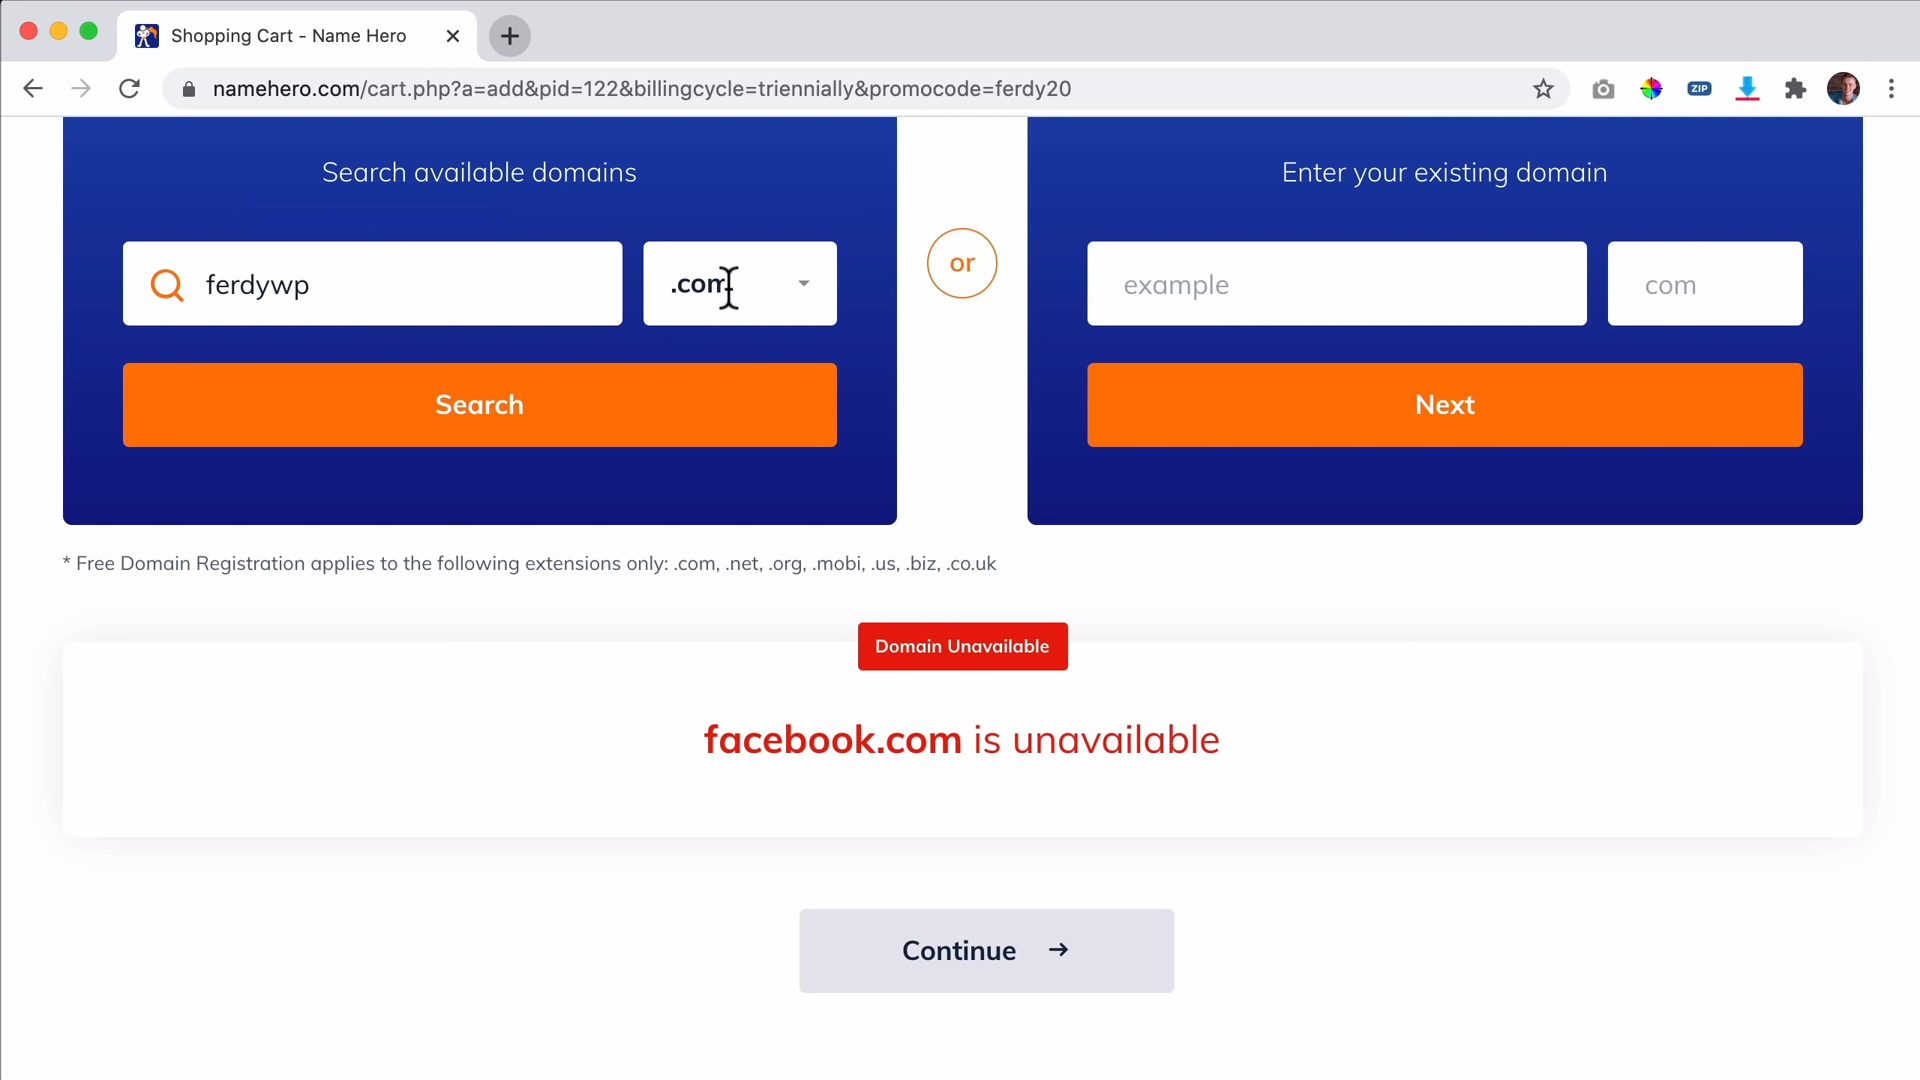 Shopping Cart - Name Hero
namehero.com/cart.php?a=add&pid=122&billingcycle=triennially&promocode=ferdy20
ZIP
Search available domains
Enter your existing domain
ferdywp
.com
or
example
com
Search
Next
* Free Domain Registration applies to the following extensions only: .com, .net, .org, .mobi, .us, .biz, .co.uk
Domain Unavailable
facebook.com is unavailable
Continue →